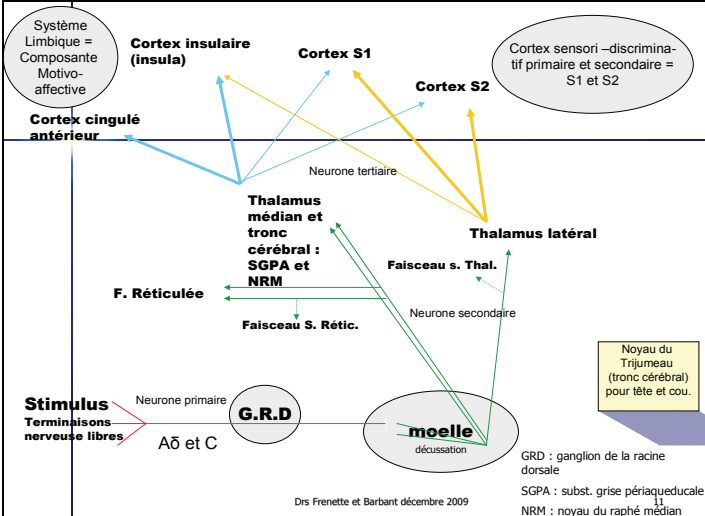 Système
Limbique =
Composante
Motivo-
affective
Cortex insulaire
(insula)
Cortex S1
Cortex S2
Cortex sensori –discrimina-
tif primaire et secondaire =
S1 et S2
Cortex cingulé
antérieur
Neurone tertiaire
Thalamus
médian et
tronc
cérébral :
SGPA et
NRM
Thalamus latéral
Faisceau s. Thal.
F. Réticulée
Neurone secondaire
Faisceau S. Rétic.
Noyau du
Trijumeau
(tronc cérébral)
pour tête et cou.
Stimulus
Terminaisons
nerveuse libres
Neurone primaire
Aδ et C
G.R.D
moelle
décussation
GRD : ganglion de la racine
dorsale
SGPA : subst. grise périaqueducale
NRM : noyau du raphé médian
Drs Frenette et Barbant décembre 2009
11